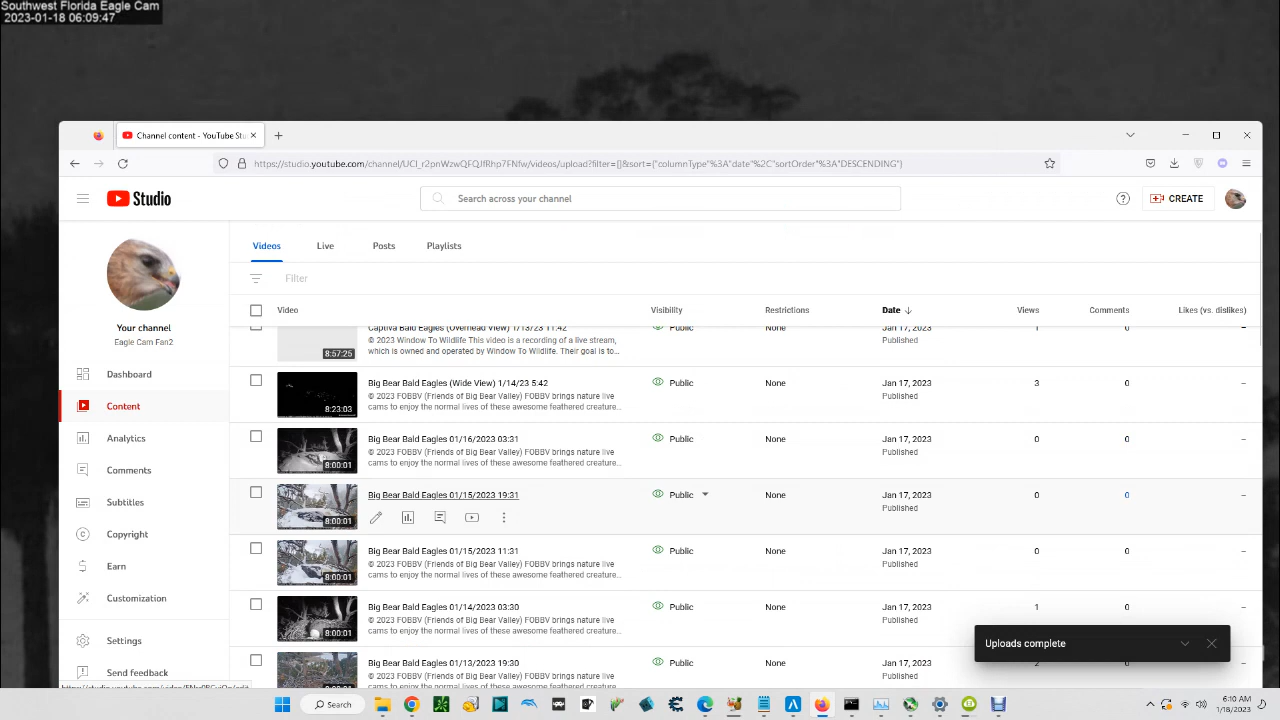 Southwest Florida Eagle Cam
2023-01-18 06:09:47
Channel content - YouTube Stu
https://studio.youtube.com/channel/UCI_r2pnWzwQFQJfRhp7FNfw/videos/upload?filter=[]&sort={"columnType"%3A"date"%2C"sortOrder"%3A"DESCENDING"}
Studio
Search across your channel
CREATE
Videos
Live
Posts
Playlists
Filter
Video
Visibility
Restrictions
Date
Views
Comments
Likes (vs. dislikes)
Your channel
Eagle Cam Fan2
Dashboard
Content
Analytics
Comments
Subtitles
Copyright
Earn
Customization
Settings
Send feedback
8:57:25
Captiva Bald Eagles (Overhead View) 1/13/23 11:42
© 2023 Window To Wildlife This video is a recording of a live stream,
which is owned and operated by Window To Wildlife. Their goal is to...
Public
None
Jan 17, 2023
Published
1
0
–
8:23:03
Big Bear Bald Eagles (Wide View) 1/14/23 5:42
© 2023 FOBBV (Friends of Big Bear Valley) FOBBV brings nature live
cams to enjoy the normal lives of these awesome feathered creature...
Public
None
Jan 17, 2023
Published
3
0
–
8:00:01
Big Bear Bald Eagles 01/16/2023 03:31
© 2023 FOBBV (Friends of Big Bear Valley) FOBBV brings nature live
cams to enjoy the normal lives of these awesome feathered creature...
Public
None
Jan 17, 2023
Published
0
0
–
8:00:01
Big Bear Bald Eagles 01/15/2023 19:31
Public
None
Jan 17, 2023
Published
0
0
–
8:00:01
Big Bear Bald Eagles 01/15/2023 11:31
© 2023 FOBBV (Friends of Big Bear Valley) FOBBV brings nature live
cams to enjoy the normal lives of these awesome feathered creature...
Public
None
Jan 17, 2023
Published
0
0
–
8:00:01
Big Bear Bald Eagles 01/14/2023 03:30
© 2023 FOBBV (Friends of Big Bear Valley) FOBBV brings nature live
cams to enjoy the normal lives of these awesome feathered creature...
Public
None
Jan 17, 2023
Published
1
0
–
8:00:01
Big Bear Bald Eagles 01/13/2023 19:30
© 2023 FOBBV (Friends of Big Bear Valley) FOBBV brings nature live
Public
None
Jan 17, 2023
Published
Uploads complete
Search
6:10 AM
1/18/2023